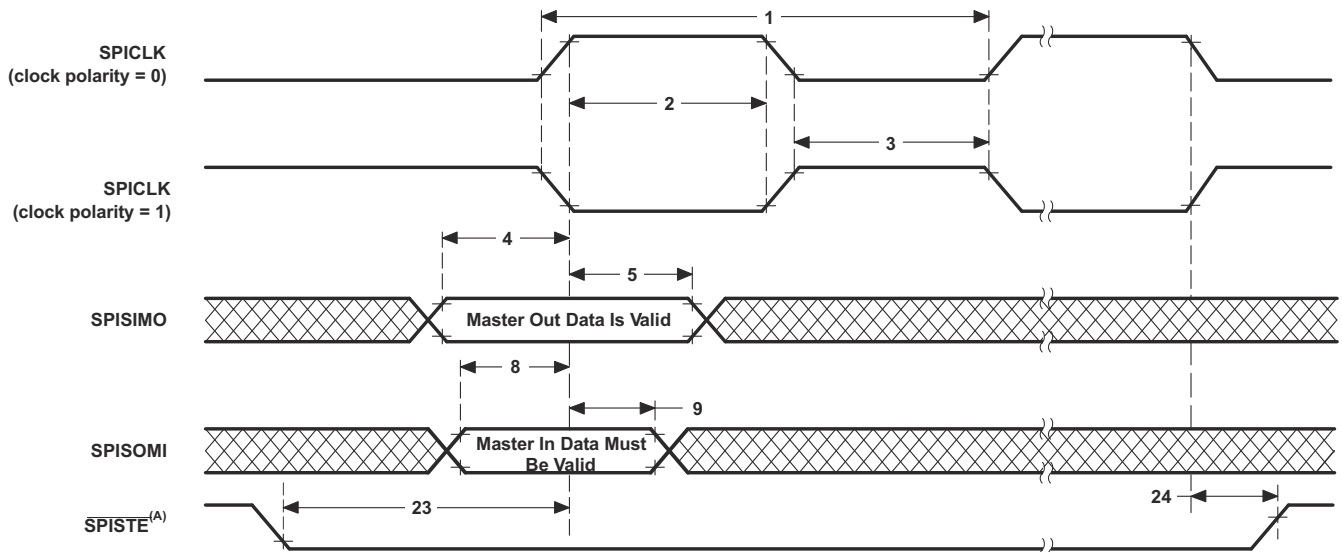 1
SPICLK
(clock polarity = 0)
2
3
SPICLK
(clock polarity = 1)
4
5
SPISIMO
Master Out Data Is Valid
8
9
SPISOMI
Master In Data Must
Be Valid
23
24
SPISTE(A)